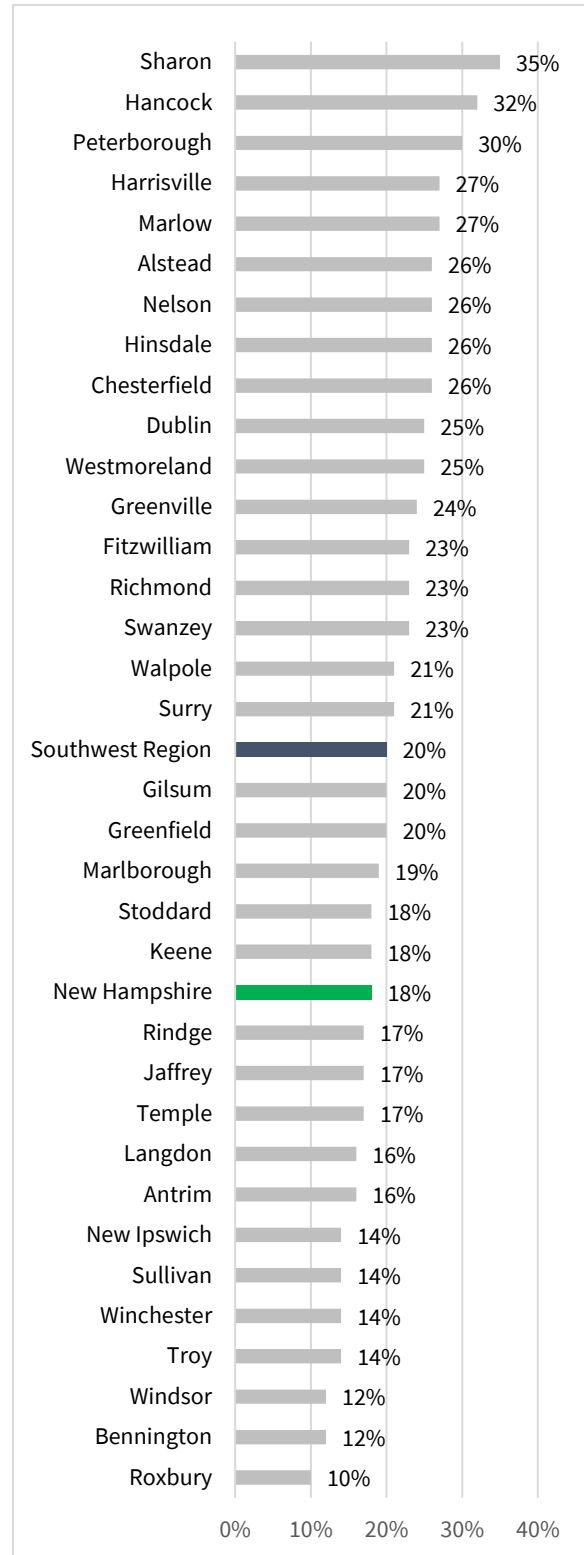 Sharon 35%
Hancock 32%
Peterborough 30%
Harrisville 27%
Marlow 27%
Alstead 26%
Nelson 26%
Hinsdale 26%
Chesterfield 26%
Dublin 25%
Westmoreland 25%
Greenville 24%
Fitzwilliam 23%
Richmond 23%
Swanzey 23%
Walpole 21%
Surry 21%
Southwest Region 20%
Gilsum 20%
Greenfield 20%
Marlborough 19%
Stoddard 18%
Keene 18%
New Hampshire 18%
Rindge 17%
Jaffrey 17%
Temple 17%
Langdon 16%
Antrim 16%
New Ipswich 14%
Sullivan 14%
Winchester 14%
Troy 14%
Windsor 12%
Bennington 12%
Roxbury 10%
0% 10% 20% 30% 40%